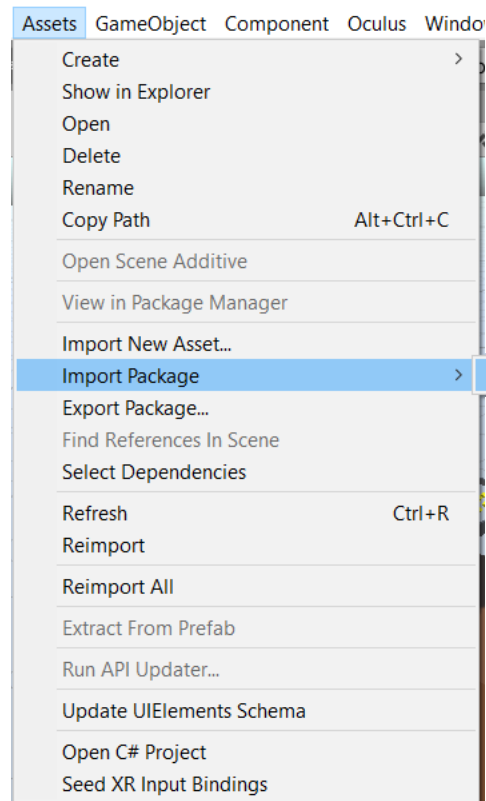 Assets GameObject Component Oculus Windo
Create >
Show in Explorer
Open
Delete
Rename
Copy Path Alt+Ctrl+C
Open Scene Additive
View in Package Manager
Import New Asset...
Import Package >
Export Package...
Find References In Scene
Select Dependencies
Refresh Ctrl+R
Reimport
Reimport All
Extract From Prefab
Run API Updater...
Update UIElements Schema
Open C# Project
Seed XR Input Bindings